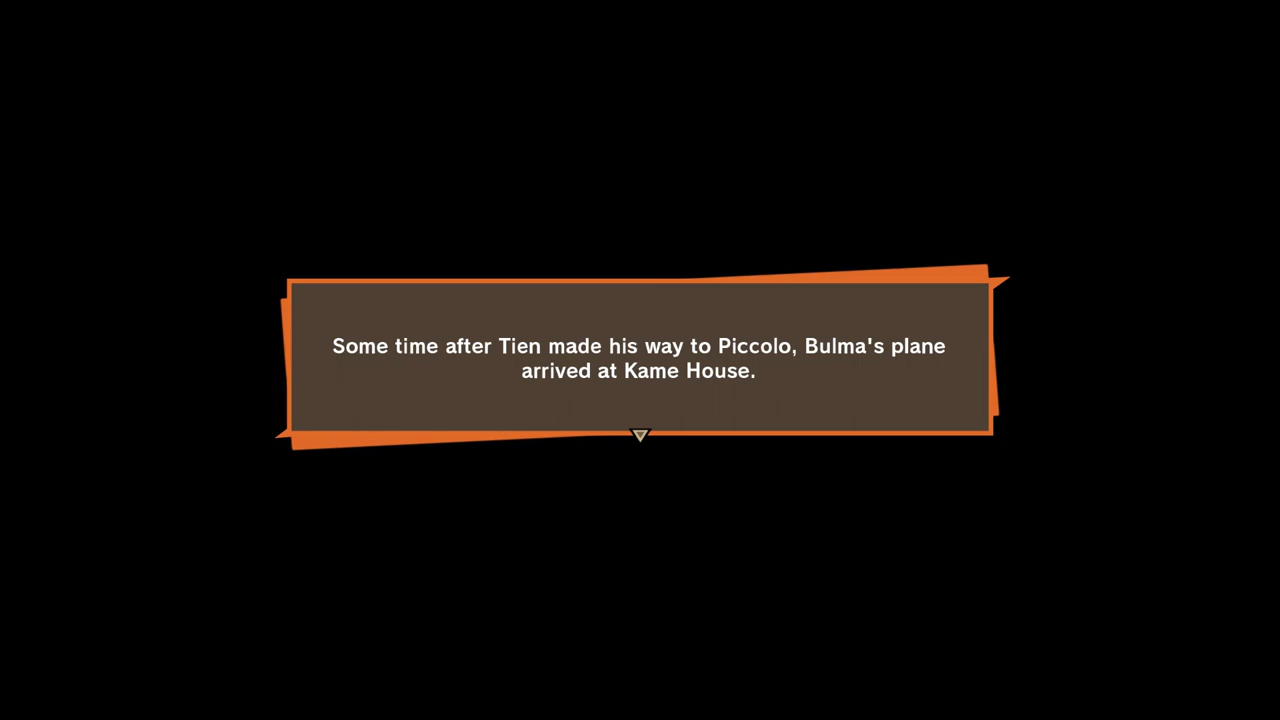 Some time after Tien made his way to Piccolo, Bulma's plane
arrived at Kame House.